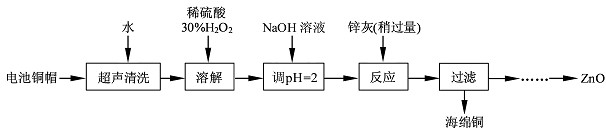 水
稀硫酸
30%H₂O₂
NaOH 溶液
锌灰(稍过量)
电池铜帽
超声清洗
溶解
调pH=2
反应
过滤
……
ZnO
海绵铜